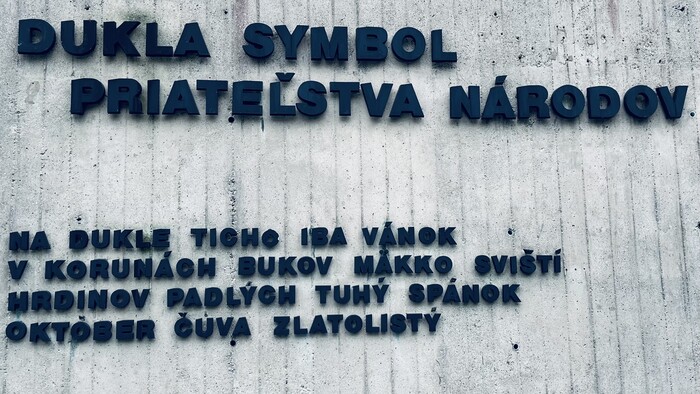 DUKLA SYMBOL
PRIATEĽSTVA NÁRODOV
NA DUKLE TICHO IBA VÁNOK
V KORUNÁCH BUKOV MÄKKO SVIŠTÍ
HRDINOV PADLÝCH TUHÝ SPÁNOK
OKTÓBER ČUVA ZLATOLISTÝ